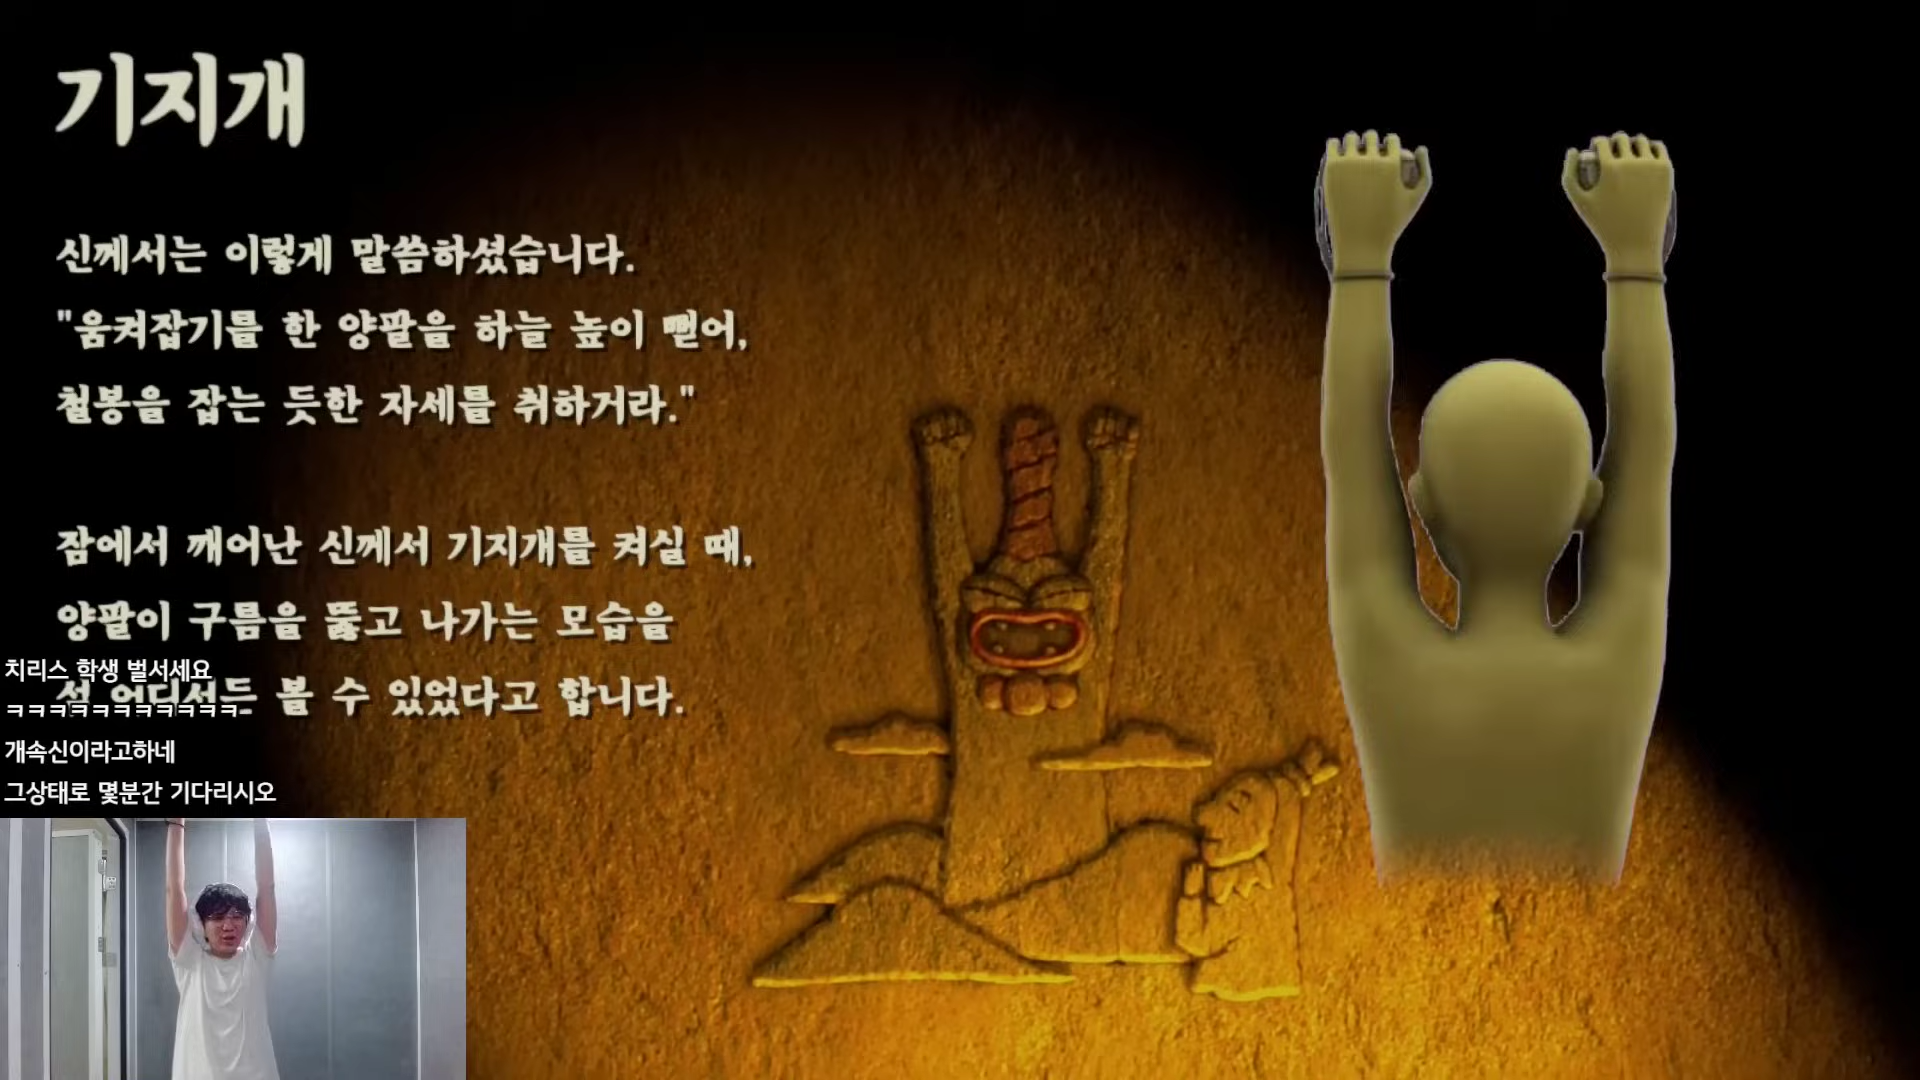 기지개
신께서는 이렇게 말씀하셨습니다.
"움켜잡기를 한 양팔을 하늘 높이 뻗어,
철봉을 잡는 듯한 자세를 취하거라."
잠에서 깨어난 신께서 기지개를 켜실 때,
양팔이 구름을 뚫고 나가는 모습을
섬 어디서든 볼 수 있었다고 합니다.
치리스 학생 벌서세요
ㅋㅋㅋㅋㅋㅋㅋㅋㅋㅋㅋ
개속신이라고하네
그상태로 몇분간 기다리시오